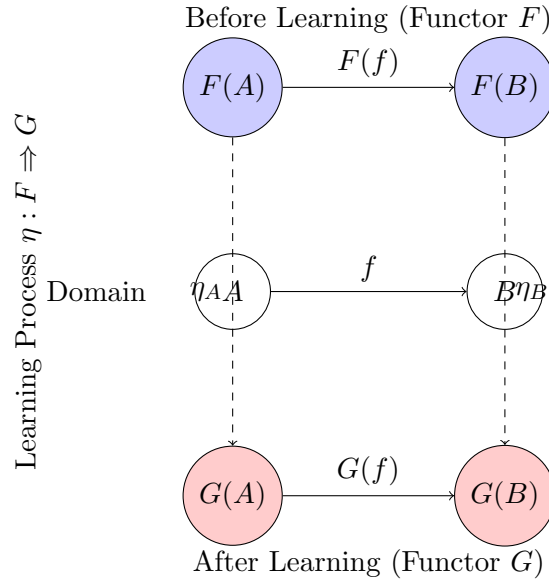 Before Learning (Functor F)
F(A) F(f) F(B)
Learning Process η : F ⇒ G
Domain η_A A f B η_B
G(A) G(f) G(B)
After Learning (Functor G)